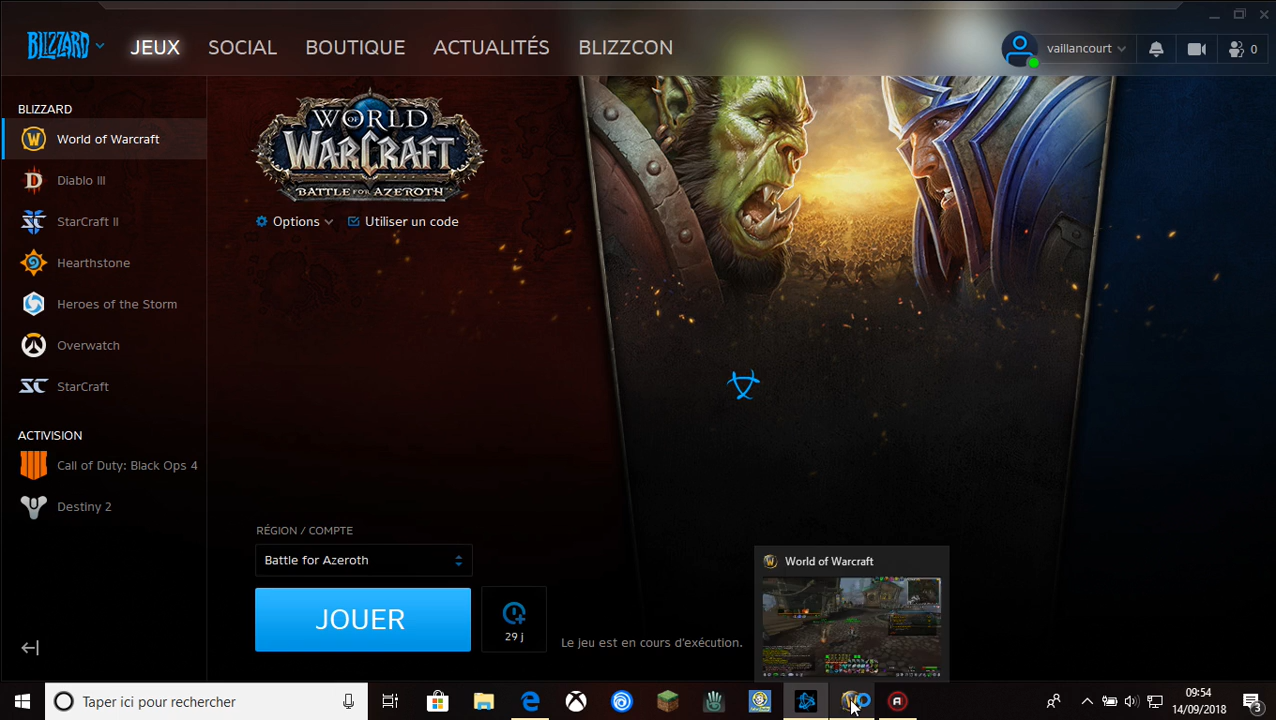 BLIZZARD
JEUX
SOCIAL
BOUTIQUE
ACTUALITÉS
BLIZZCON
vaillancourt
0
BLIZZARD
World of Warcraft
Diablo III
StarCraft II
Hearthstone
Heroes of the Storm
Overwatch
StarCraft
ACTIVISION
Call of Duty: Black Ops 4
Destiny 2
WORLD
OF
WARCRAFT
BATTLE FOR AZEROTH
Options
Utiliser un code
RÉGION / COMPTE
Battle for Azeroth
JOUER
29 j
Le jeu est en cours d'exécution.
World of Warcraft
Taper ici pour rechercher
09:54
14/09/2018
3